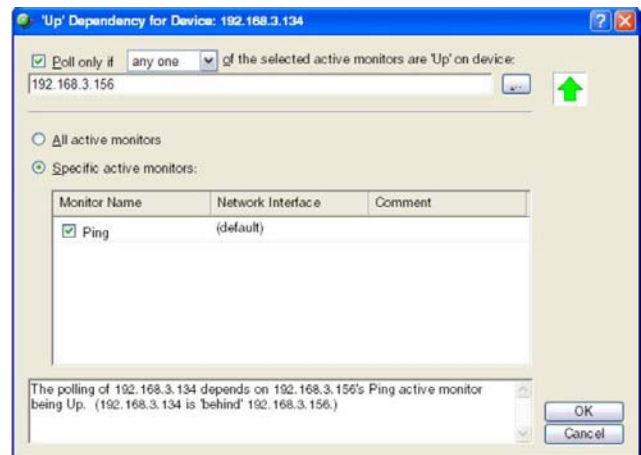 'Up' Dependency for Device: 192.168.3.134
Poll only if any one of the selected active monitors are 'Up' on device:
192.168.3.156
...
All active monitors
Specific active monitors:
Monitor Name Network Interface Comment
Ping (default)
The polling of 192.168.3.134 depends on 192.168.3.156's Ping active monitor
being Up. (192.168.3.134 is 'behind' 192.168.3.156.)
OK
Cancel